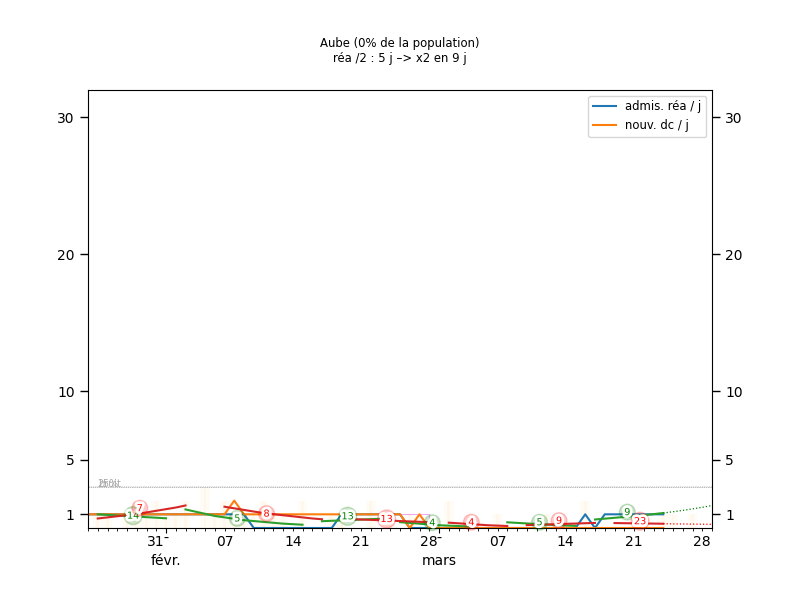 Aube (0% de la population)
réa /2 : 5 j –> x2 en 9 j
admis. réa / j
nouv. dc / j
30 30
20 20
10 10
5 5
1 1
7 14 5 8 13 13 4 4 5 9 9 23
31 07 14 21 28 07 14 21 28
févr. mars